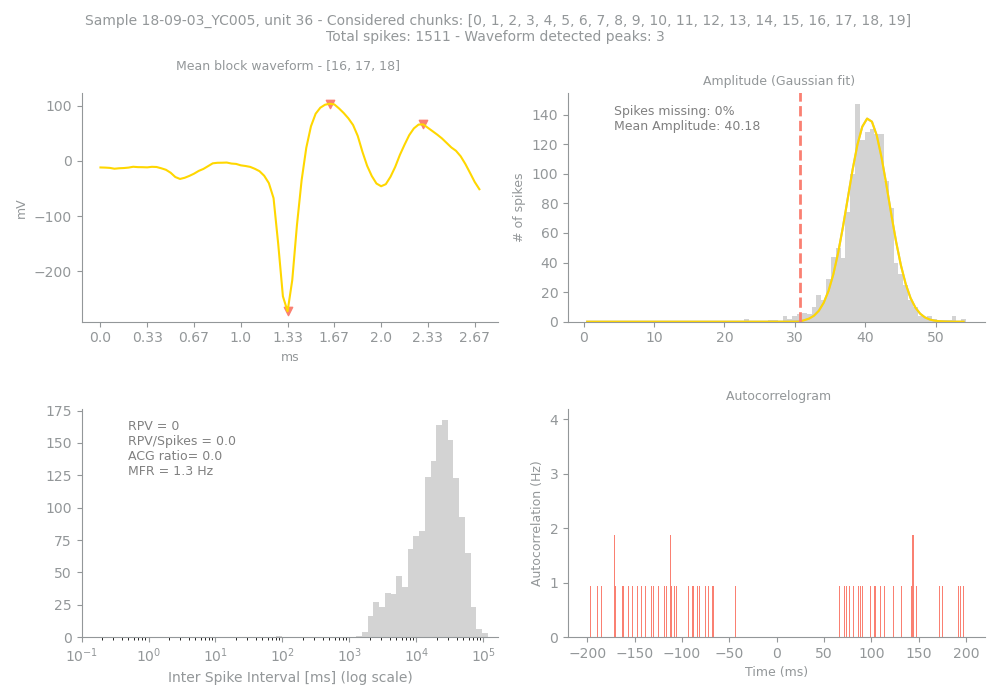 Sample 18-09-03_YC005, unit 36 - Considered chunks: [0, 1, 2, 3, 4, 5, 6, 7, 8, 9, 10, 11, 12, 13, 14, 15, 16, 17, 18, 19]
Total spikes: 1511 - Waveform detected peaks: 3
Mean block waveform - [16, 17, 18]
100
0
−100
−200
mV
0.0 0.33 0.67 1.0 1.33 1.67 2.0 2.33 2.67
ms
Amplitude (Gaussian fit)
Spikes missing: 0%
Mean Amplitude: 40.18
140
120
100
80
60
40
20
0
# of spikes
0 10 20 30 40 50
RPV = 0
RPV/Spikes = 0.0
ACG ratio= 0.0
MFR = 1.3 Hz
175
150
125
100
75
50
25
0
10⁻¹ 10⁰ 10¹ 10² 10³ 10⁴ 10⁵
Inter Spike Interval [ms] (log scale)
Autocorrelogram
4
3
2
1
0
Autocorrelation (Hz)
−200 −150 −100 −50 0 50 100 150 200
Time (ms)